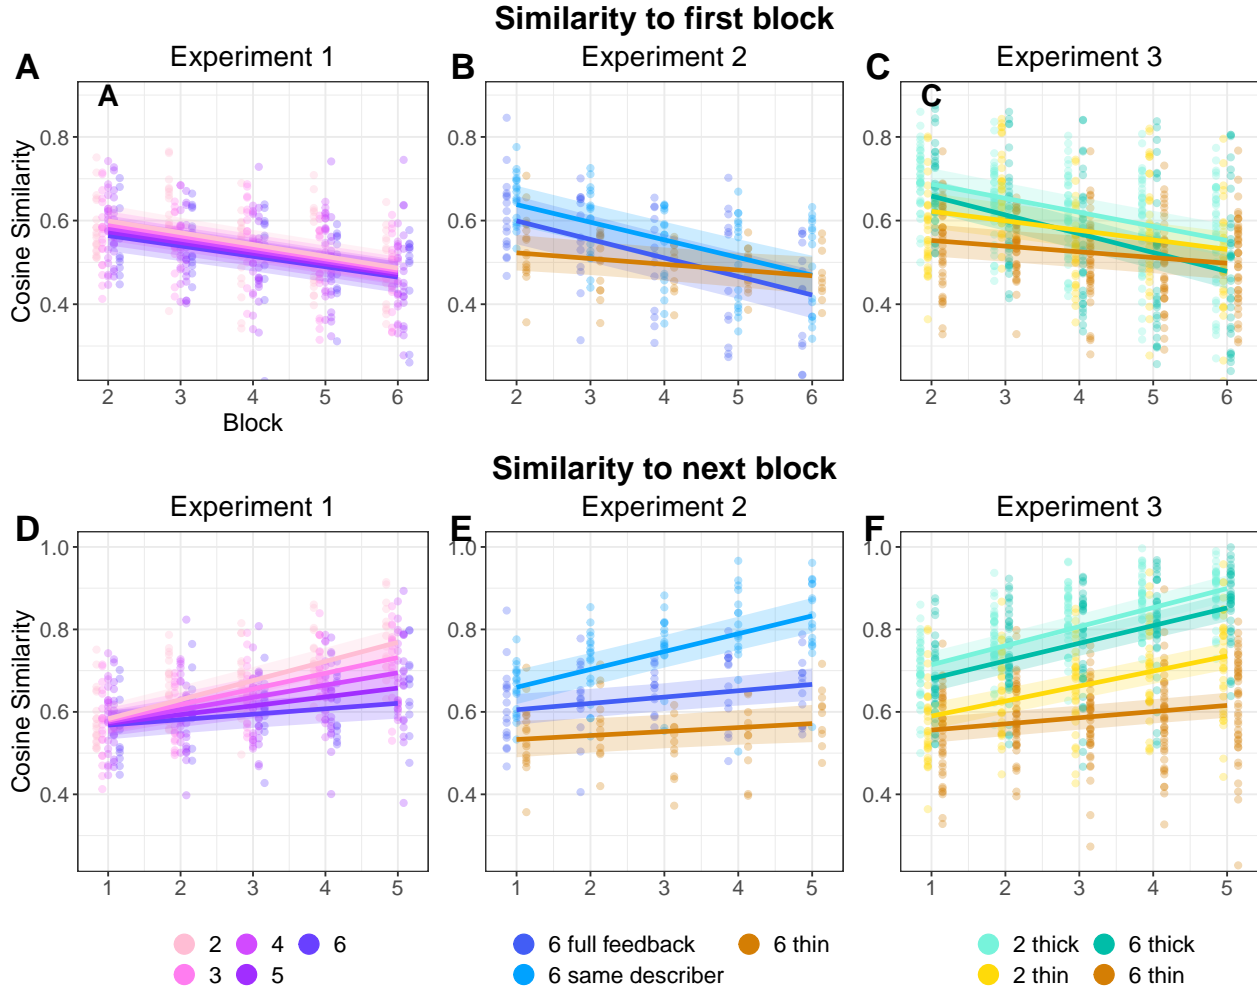 Similarity to first block
A Experiment 1 B Experiment 2 C Experiment 3
A C
Cosine Similarity
0.8
0.6
0.4
2 3 4 5 6
Block
0.8
0.6
0.4
2 3 4 5 6
0.8
0.6
0.4
2 3 4 5 6
Similarity to next block
D Experiment 1 E Experiment 2 F Experiment 3
Cosine Similarity
1.0
0.8
0.6
0.4
1 2 3 4 5
1.0
0.8
0.6
0.4
1 2 3 4 5
1.0
0.8
0.6
0.4
1 2 3 4 5
2 4 6
3 5
6 full feedback 6 thin
6 same describer
2 thick 6 thick
2 thin 6 thin